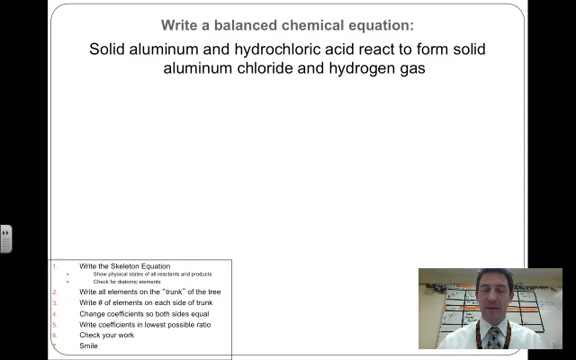 Write a balanced chemical equation:
Solid aluminum and hydrochloric acid react to form solid
aluminum chloride and hydrogen gas
1. Write the Skeleton Equation
• Show physical states of all reactants and products
• Check for diatomic elements
2. Write all elements on the "trunk" of the tree
3. Write # of elements on each side of trunk
4. Change coefficients so both sides equal
5. Write coefficients in lowest possible ratio
6. Check your work
7. Smile